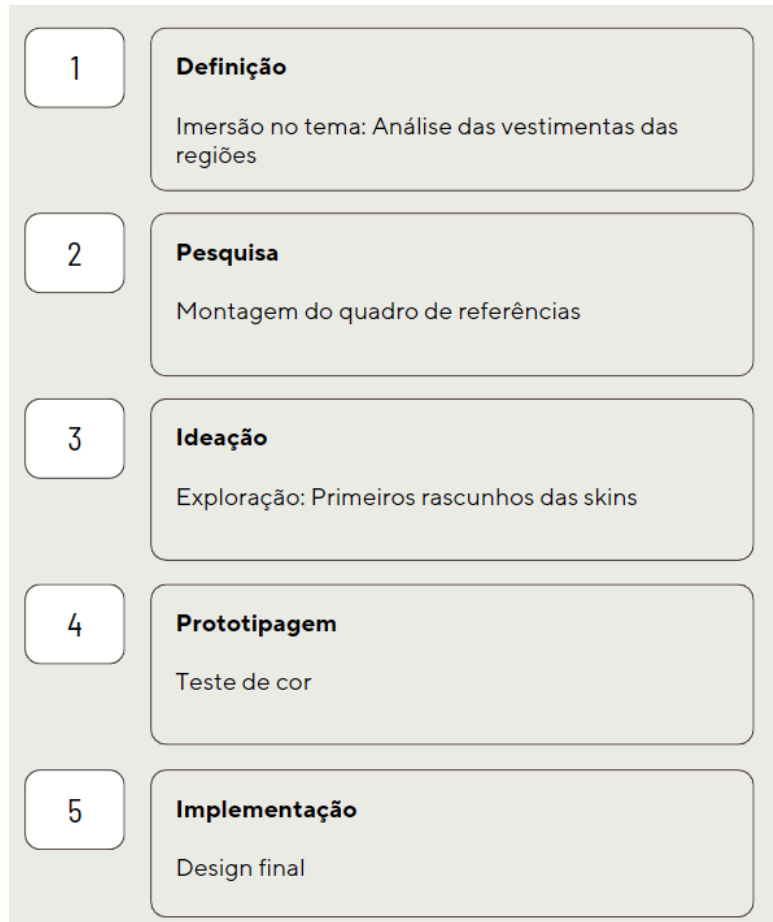 1
Definição
Imersão no tema: Análise das vestimentas das
regiões
2
Pesquisa
Montagem do quadro de referências
3
Ideação
Exploração: Primeiros rascunhos das skins
4
Prototipagem
Teste de cor
5
Implementação
Design final